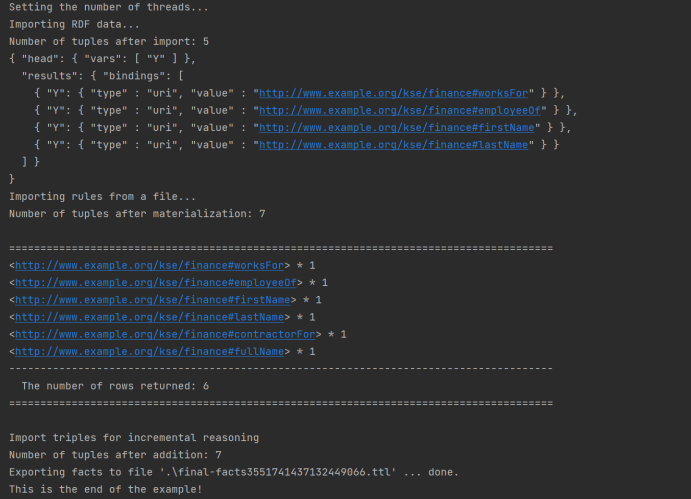 Setting the number of threads...
Importing RDF data...
Number of tuples after import: 5
{ "head": { "vars": [ "Y" ] },
  "results": { "bindings": [
    { "Y": { "type" : "uri", "value" : "http://www.example.org/kse/finance#worksFor" } },
    { "Y": { "type" : "uri", "value" : "http://www.example.org/kse/finance#employeeOf" } },
    { "Y": { "type" : "uri", "value" : "http://www.example.org/kse/finance#firstName" } },
    { "Y": { "type" : "uri", "value" : "http://www.example.org/kse/finance#lastName" } }
  ] }
}
Importing rules from a file...
Number of tuples after materialization: 7
=======================================================================================
<http://www.example.org/kse/finance#worksFor> * 1
<http://www.example.org/kse/finance#employeeOf> * 1
<http://www.example.org/kse/finance#firstName> * 1
<http://www.example.org/kse/finance#lastName> * 1
<http://www.example.org/kse/finance#contractorFor> * 1
<http://www.example.org/kse/finance#fullName> * 1
---------------------------------------------------------------------------------------
  The number of rows returned: 6
=======================================================================================
Import triples for incremental reasoning
Number of tuples after addition: 7
Exporting facts to file '.\final-facts3551741437132449066.ttl' ... done.
This is the end of the example!